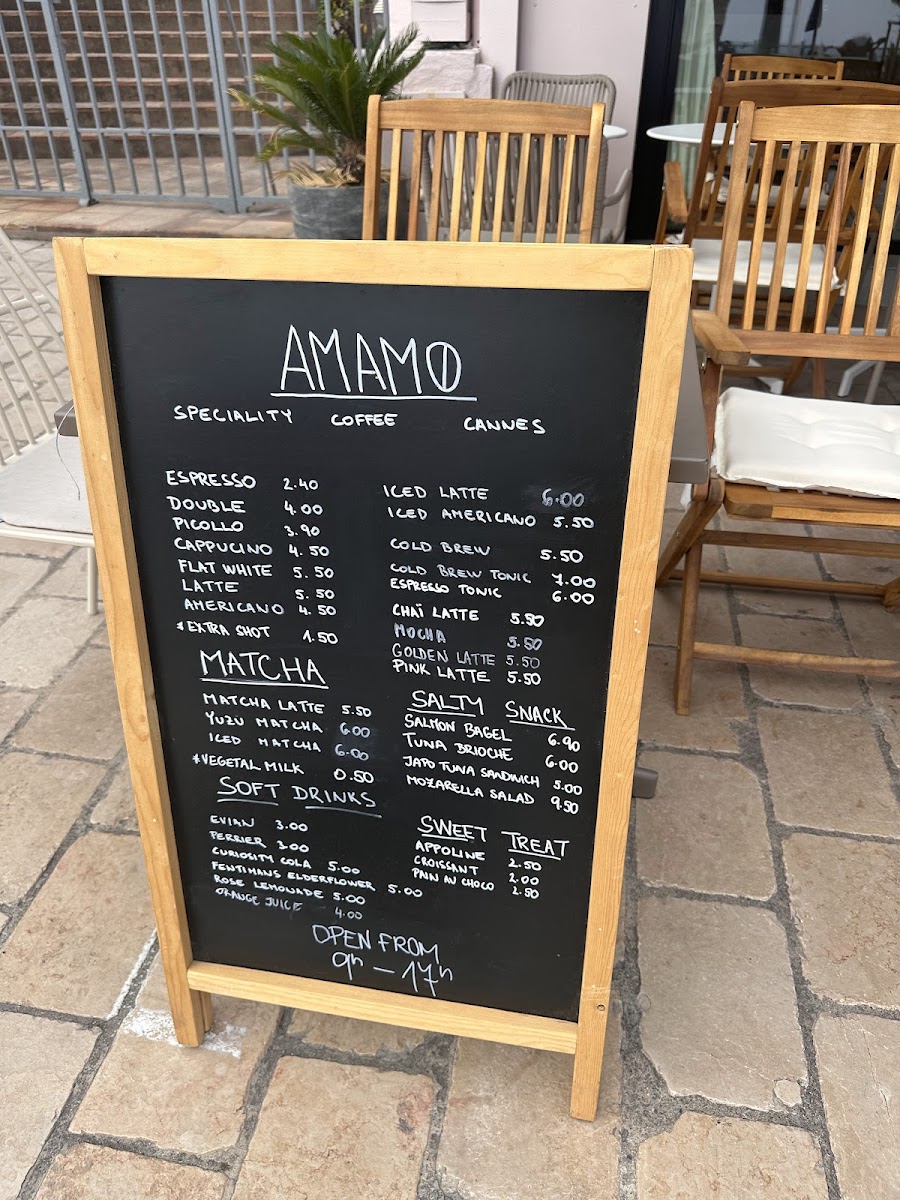 AMAMO
SPECIALITY COFFEE CANNES
ESPRESSO 2.40
DOUBLE 4.00
PICOLLO 3.90
CAPPUCINO 4.50
FLAT WHITE 5.50
LATTE 5.50
AMERICANO 4.50
*EXTRA SHOT 1.50
MATCHA
MATCHA LATTE 5.50
YUZU MATCHA 6.00
ICED MATCHA 6.00
*VEGETAL MILK 0.50
SOFT DRINKS
EVIAN 3.00
PERRIER 3.00
CURIOSITY COLA 5.00
FENTIMANS ELDERFLOWER 5.00
ROSE LEMONADE 5.00
ORANGE JUICE 4.00
ICED LATTE 6.00
ICED AMERICANO 5.50
COLD BREW 5.50
COLD BREW TONIC 7.00
ESPRESSO TONIC 6.00
CHAÏ LATTE 5.50
MOCHA 5.50
GOLDEN LATTE 5.50
PINK LATTE 5.50
SALTY SNACK
SALMON BAGEL 6.90
TUNA BRIOCHE 6.00
JAPO TUNA SANDWICH 5.00
MOZARELLA SALAD 9.50
SWEET TREAT
APPOLINE 2.50
CROISSANT 2.00
PAIN AU CHOCO 2.50
OPEN FROM
9h - 17h